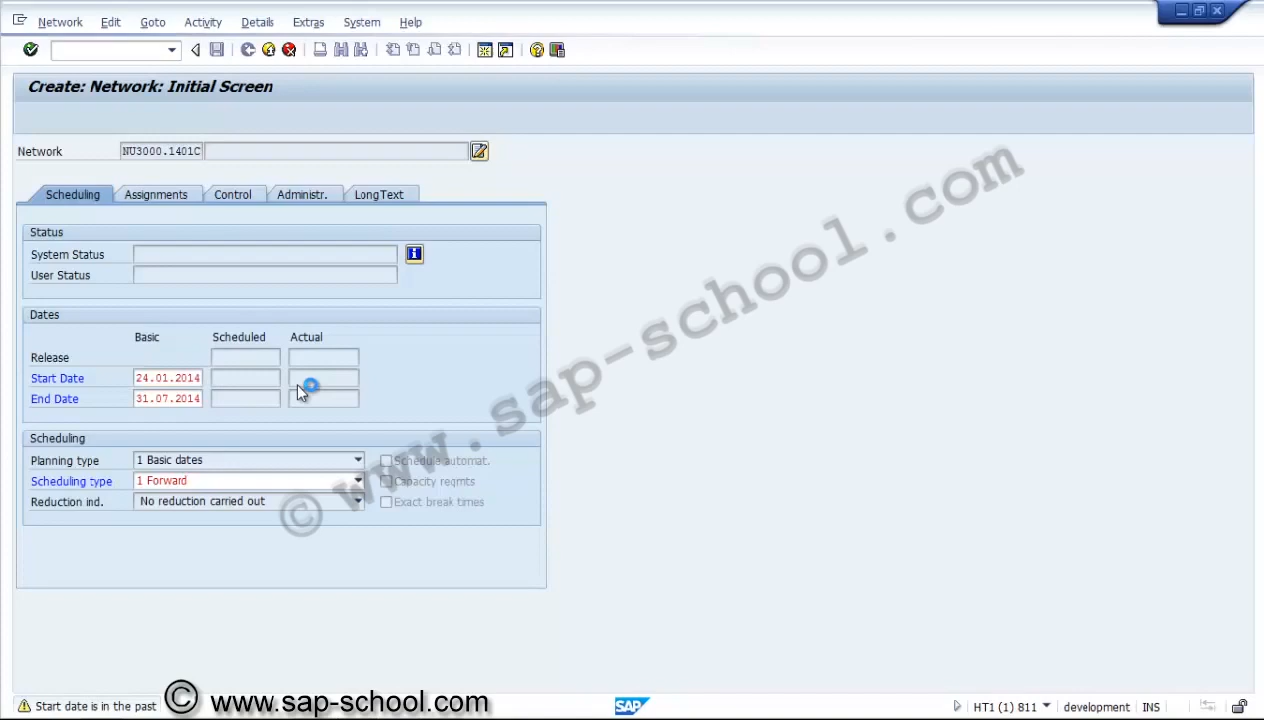 Network Edit Goto Activity Details Extras System Help
Create: Network: Initial Screen
Network NU3000.1401C
Scheduling Assignments Control Administr. LongText
Status
System Status
User Status
Dates
Basic Scheduled Actual
Release
Start Date 24.01.2014
End Date 31.07.2014
Scheduling
Planning type 1 Basic dates Schedule automat.
Scheduling type 1 Forward Capacity reqmts
Reduction ind. No reduction carried out Exact break times
© www.sap-school.com
Start date is in the past © www.sap-school.com SAP HT1 (1) 811 development INS